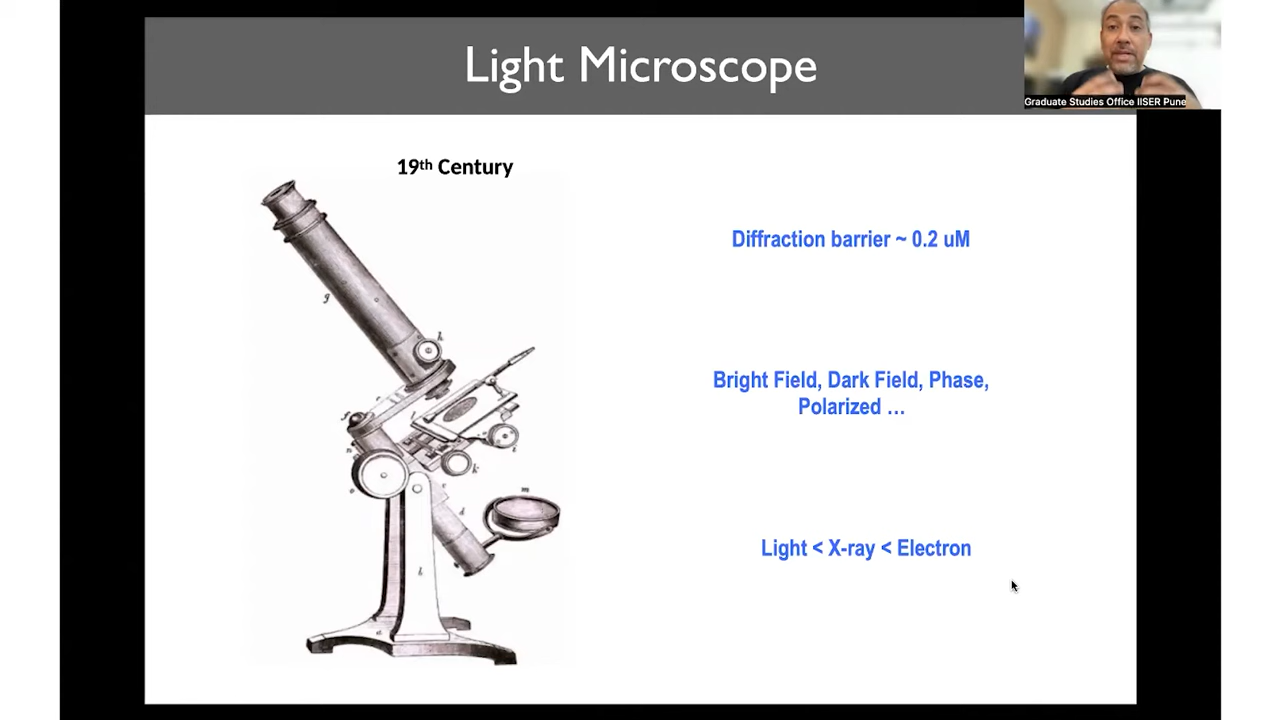 Light Microscope
Graduate Studies Office IISER Pune
19th Century
Diffraction barrier ~ 0.2 uM
Bright Field, Dark Field, Phase,
Polarized ...
Light < X-ray < Electron
g
h
m
k
d
b